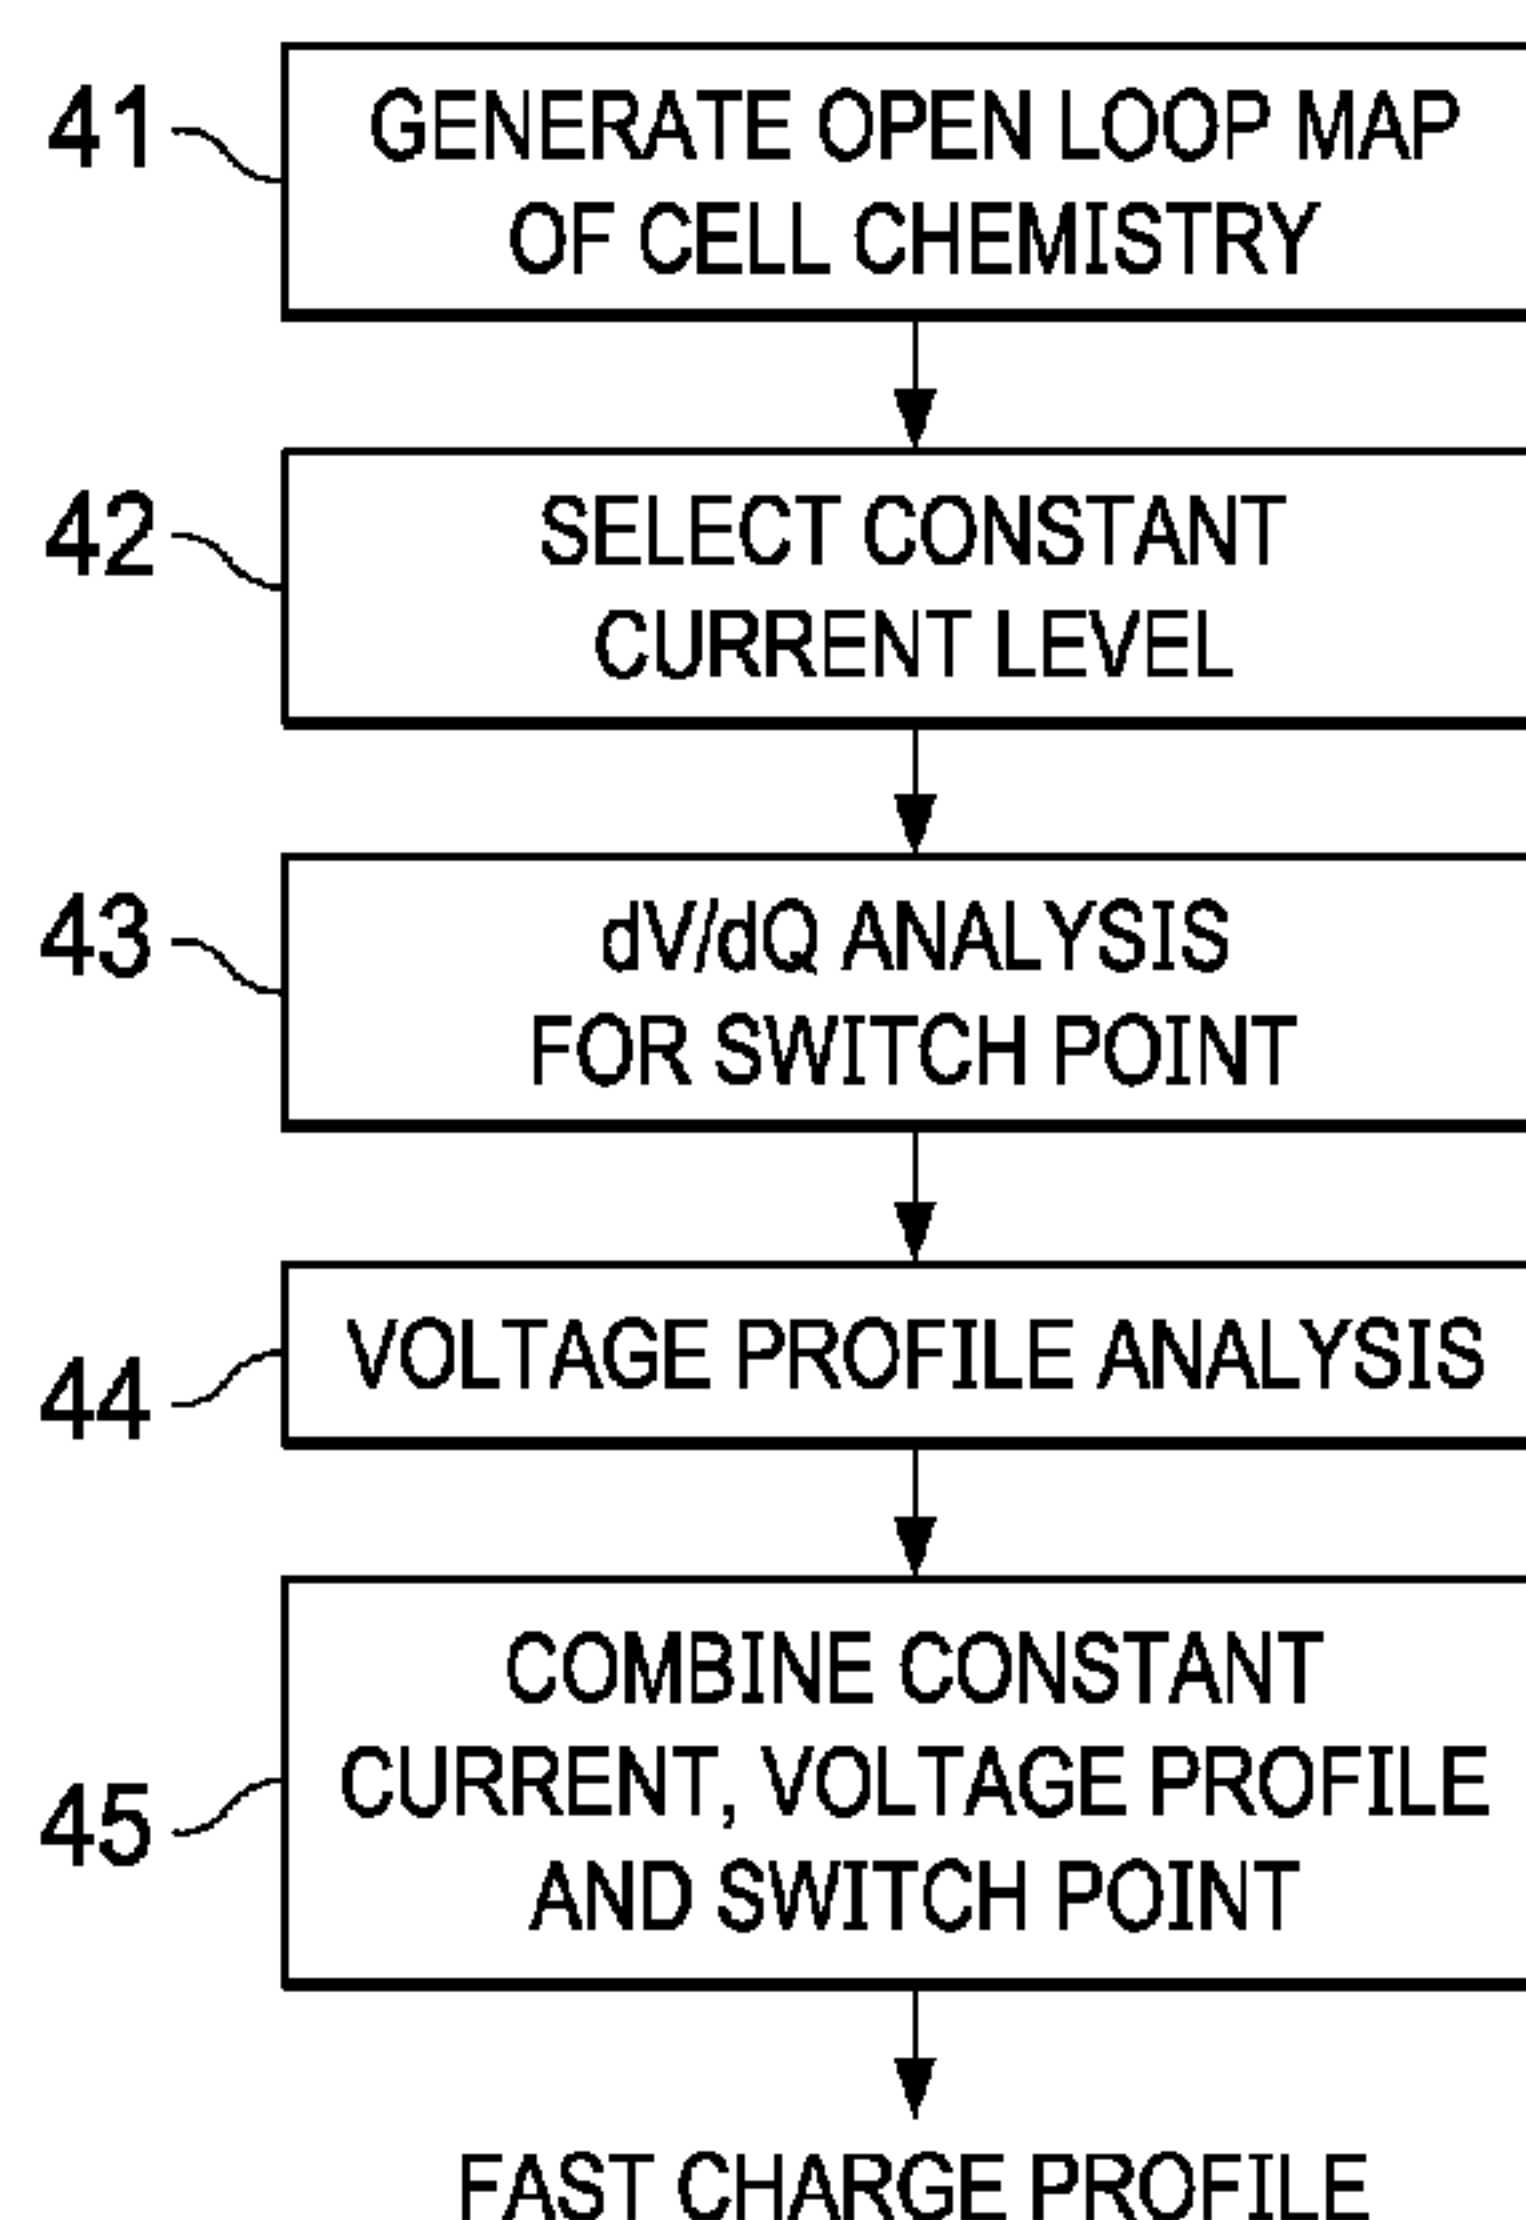 41
GENERATE OPEN LOOP MAP
OF CELL CHEMISTRY
42
SELECT CONSTANT
CURRENT LEVEL
43
dV/dQ ANALYSIS
FOR SWITCH POINT
44
VOLTAGE PROFILE ANALYSIS
45
COMBINE CONSTANT
CURRENT, VOLTAGE PROFILE
AND SWITCH POINT
FAST CHARGE PROFILE